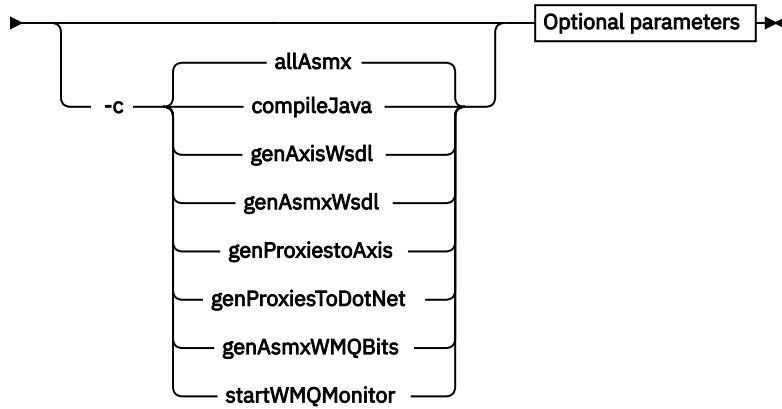 Optional parameters
allAsmx
-c compileJava
genAxisWsdl
genAsmxWsdl
genProxiestoAxis
genProxiesToDotNet
genAsmxWMQBits
startWMQMonitor